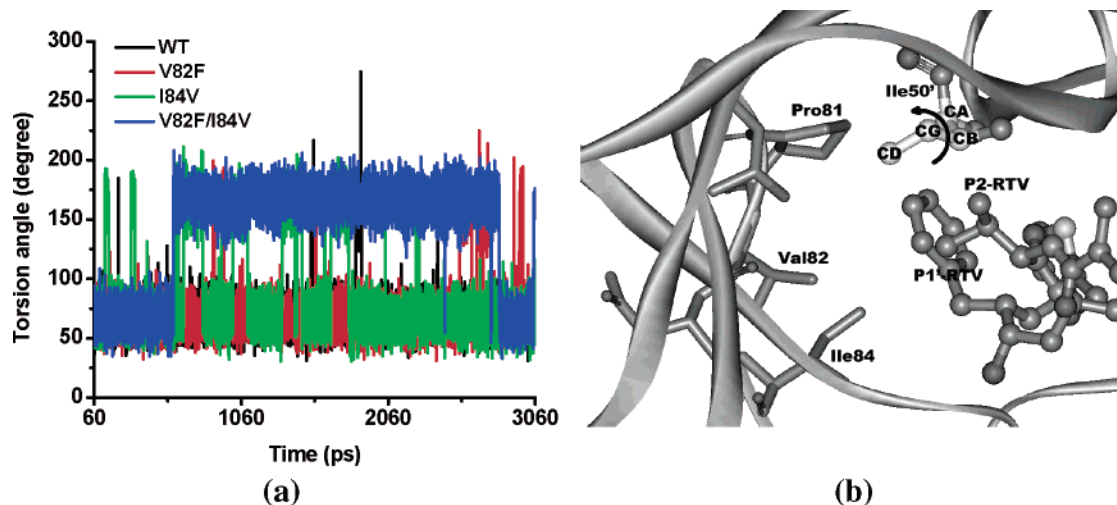 300
250
200
150
100
50
0
Torsion angle (degree)
WT
V82F
I84V
V82F/I84V
60
1060
2060
3060
Time (ps)
(a)
Ile50'
Pro81
CA
CG
CB
CD
P2-RTV
Val82
P1'-RTV
Ile84
(b)